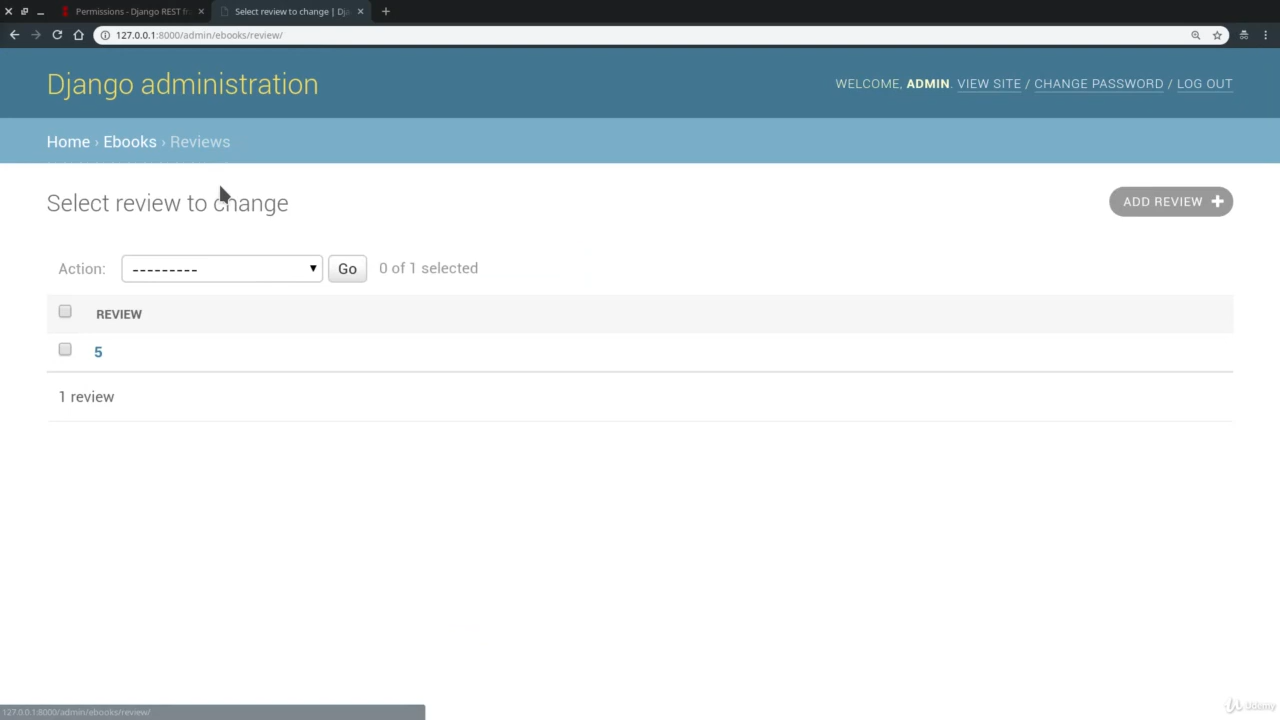 Permissions - Django REST fr
Select review to change | Dja
127.0.0.1:8000/admin/ebooks/review/
Django administration
WELCOME, ADMIN. VIEW SITE / CHANGE PASSWORD / LOG OUT
Home › Ebooks › Reviews
Select review to change
ADD REVIEW
Action: --------- Go 0 of 1 selected
REVIEW
5
1 review
127.0.0.1:8000/admin/ebooks/review/
Udemy